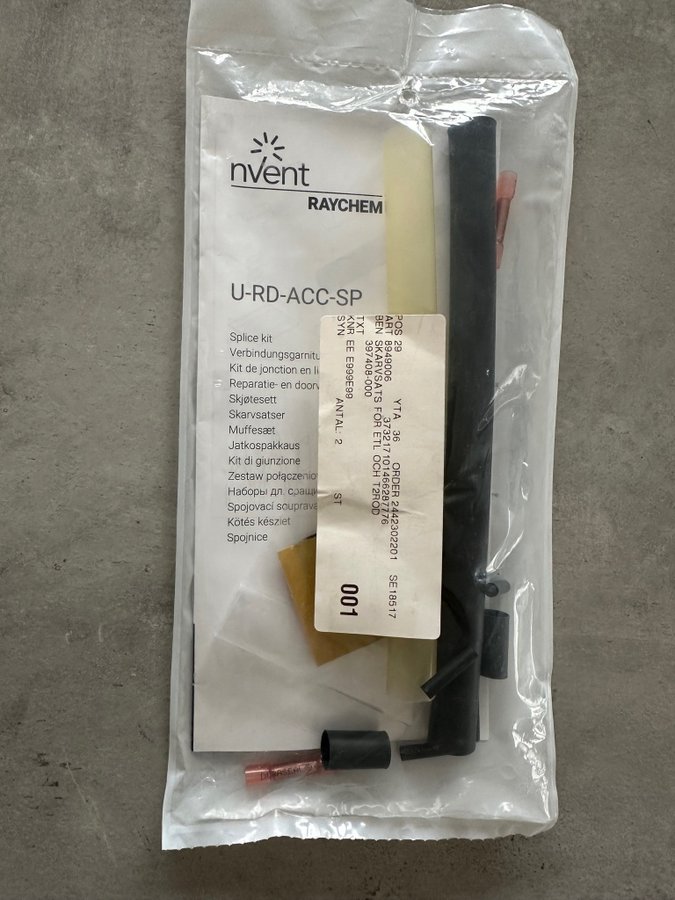 nVent
RAYCHEM
U-RD-ACC-SP
Splice kit
Verbindungsgarnitu
Kit de jonction en li
Reparatie- en doorv
Skjøtesett
Skarvsatser
Muffesæt
Jatkospakkaus
Kit di giunzione
Zestaw połączenio
Наборы дл. сращи
Spojovací souprava
Kötés készlet
Spojnice
POS 29 YTA 36 ORDER 2442302201 SE18517
ART 8949006 373217101466287776
BEN SKARVSATS FÖR ETL OCH T2ROD
397408-000
TXT
KNR EE E999E99
SYN ANTAL: 2 ST
001